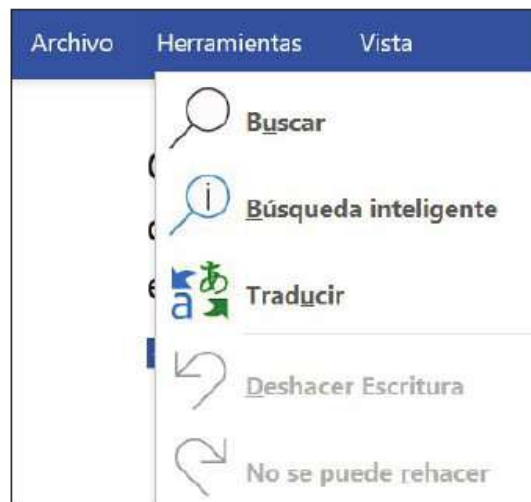 Archivo Herramientas Vista
Buscar
Búsqueda inteligente
Traducir
Deshacer Escritura
No se puede rehacer